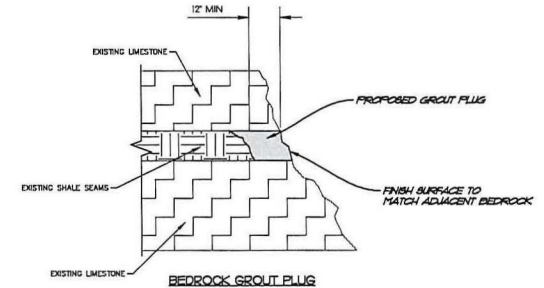 12" MIN
EXISTING LIMESTONE
PROPOSED GROUT PLUG
EXISTING SHALE SEAMS
FINISH SURFACE TO
MATCH ADJACENT BEDROCK
EXISTING LIMESTONE
BEDROCK GROUT PLUG